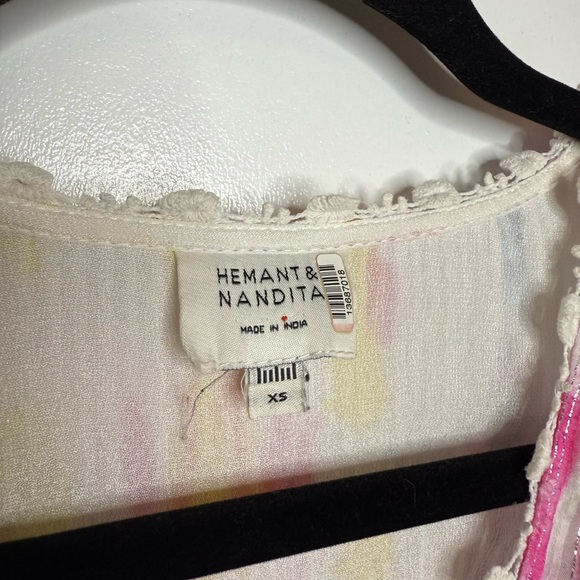 HEMANT &
NANDITA
MADE IN INDIA
13687018
XS